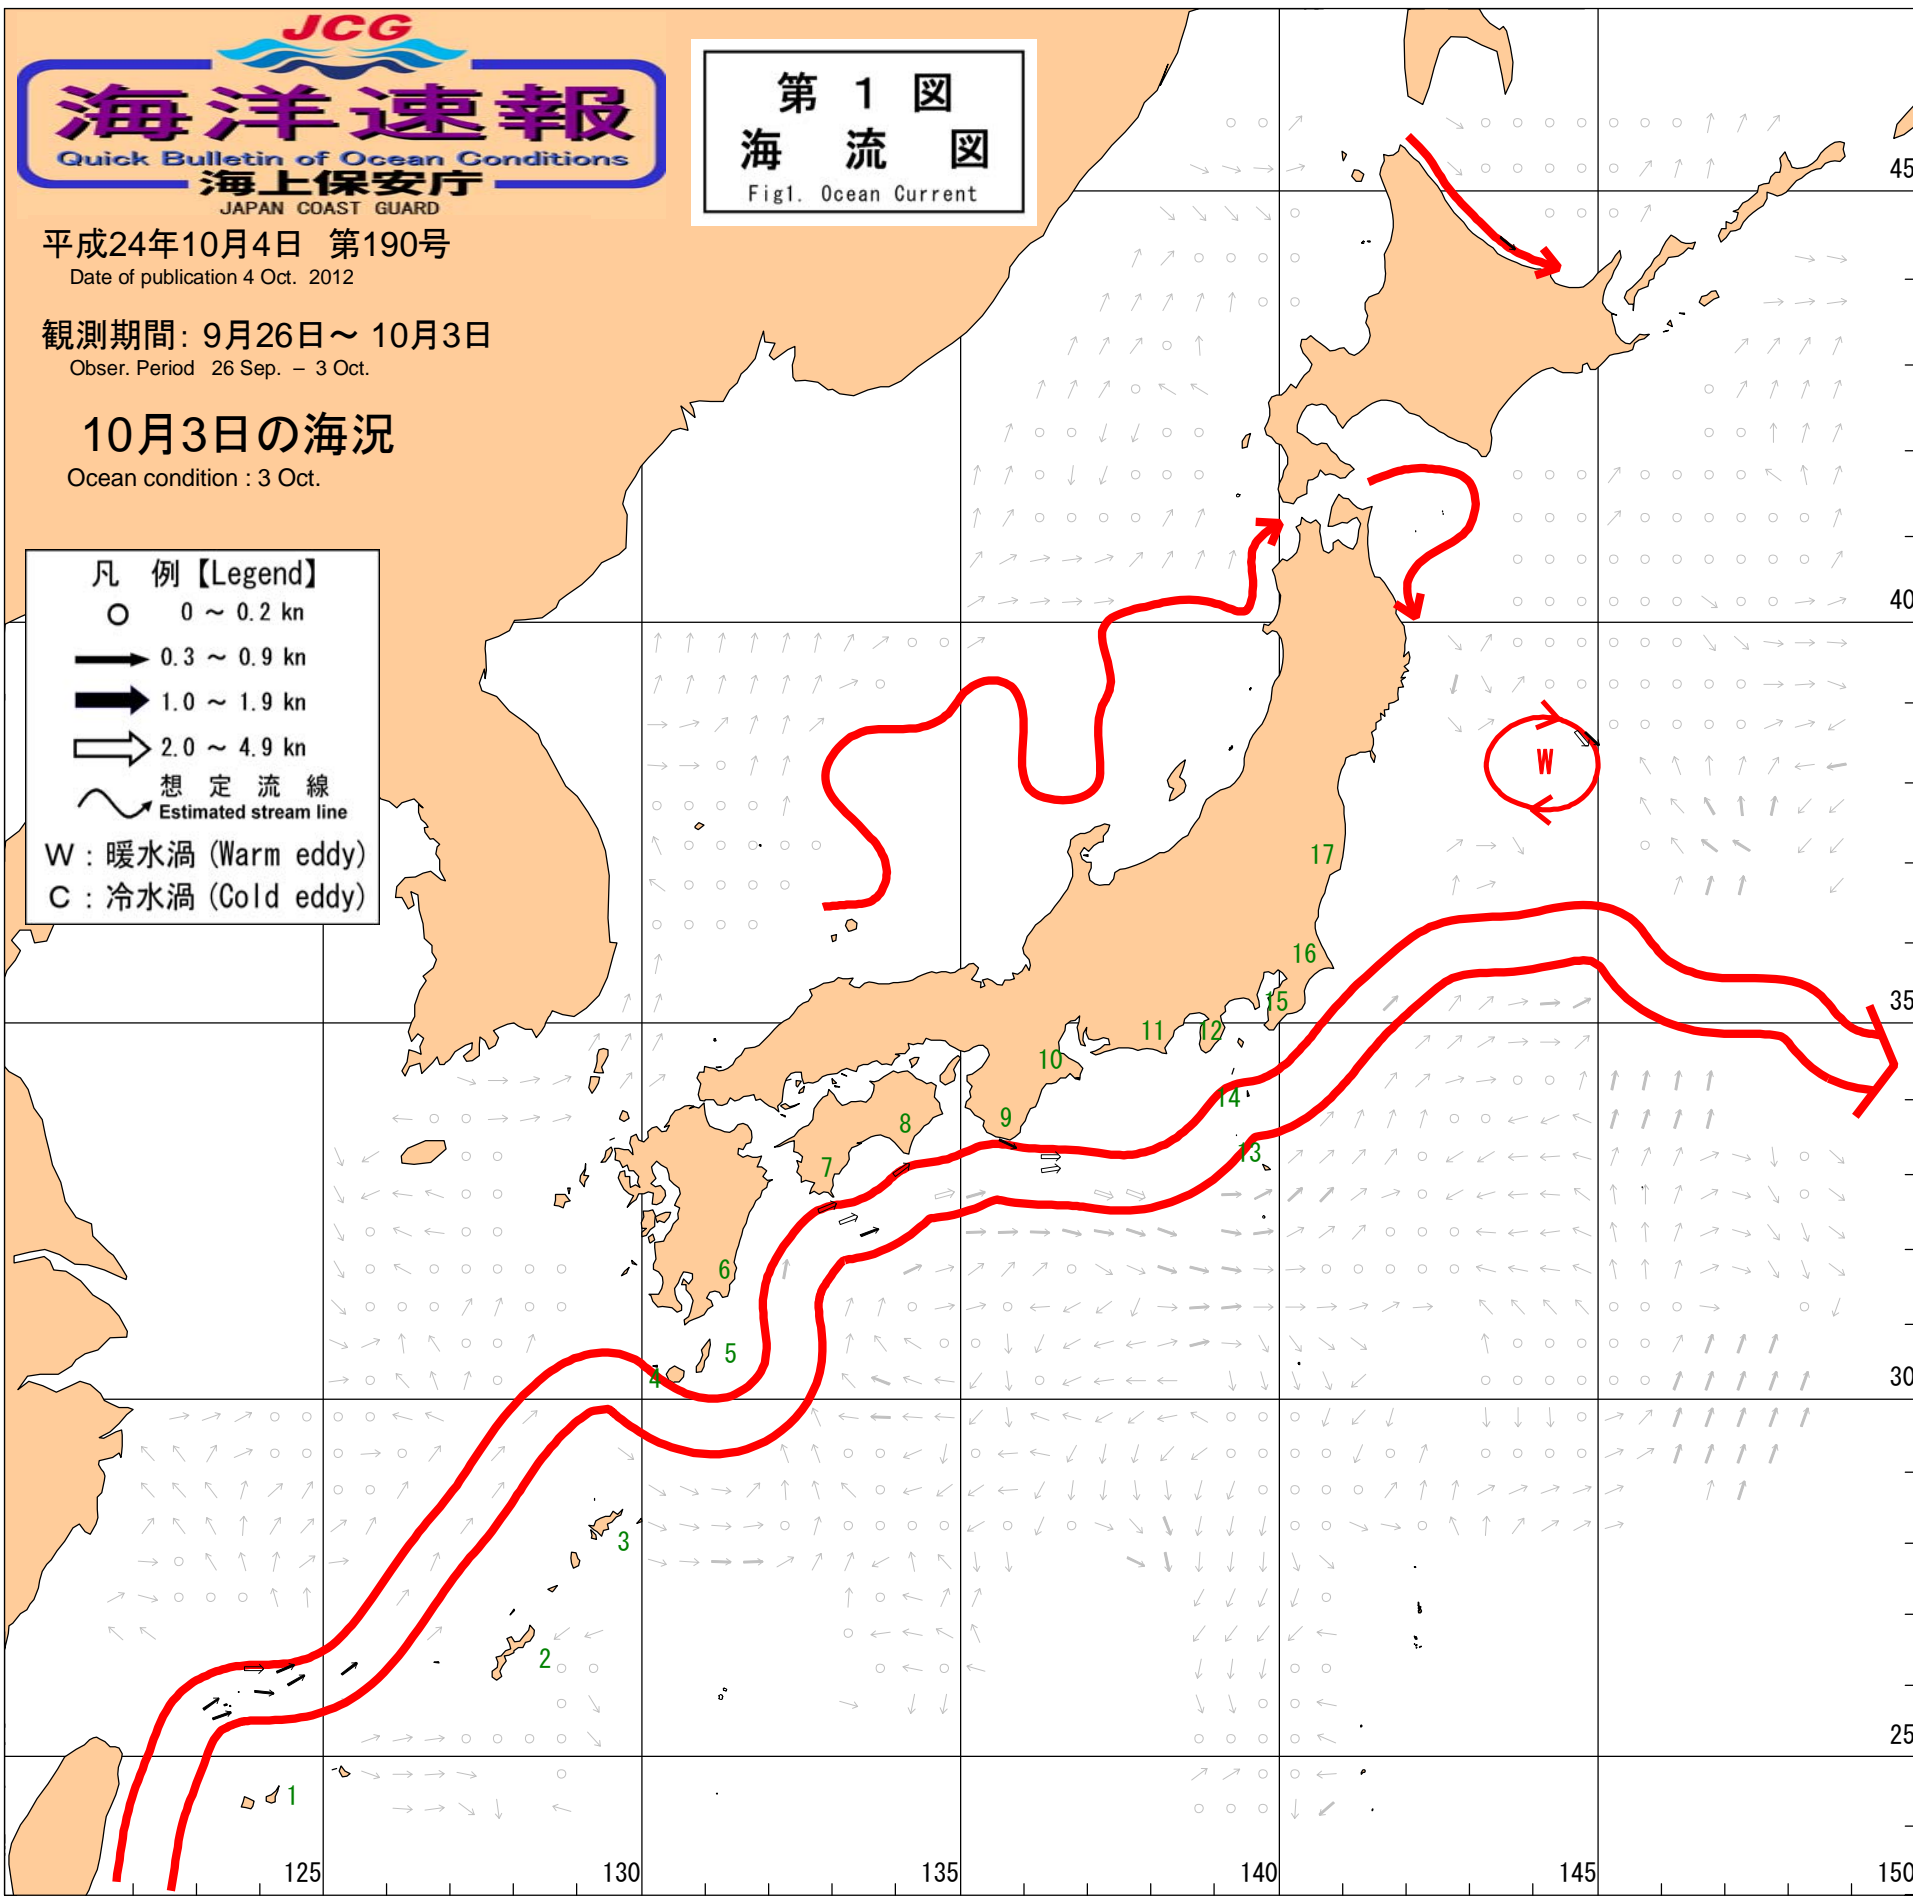 JCG
海洋速報
Quick Bulletin of Ocean Conditions
海上保安庁
JAPAN COAST GUARD
平成24年10月4日 第190号
Date of publication 4 Oct. 2012
観測期間: 9月26日～ 10月3日
Obser. Period 26 Sep. – 3 Oct.
10月3日の海況
Ocean condition : 3 Oct.
第 1 図
海 流 図
Fig1. Ocean Current
凡 例【Legend】
0 ～ 0.2 kn
0.3 ～ 0.9 kn
1.0 ～ 1.9 kn
2.0 ～ 4.9 kn
想 定 流 線
Estimated stream line
W : 暖水渦 (Warm eddy)
C : 冷水渦 (Cold eddy)
45
40
W
17
16
35
15
12
11
10
14
9
8
13
7
6
5
4
30
3
2
25
1
125
130
135
140
145
150